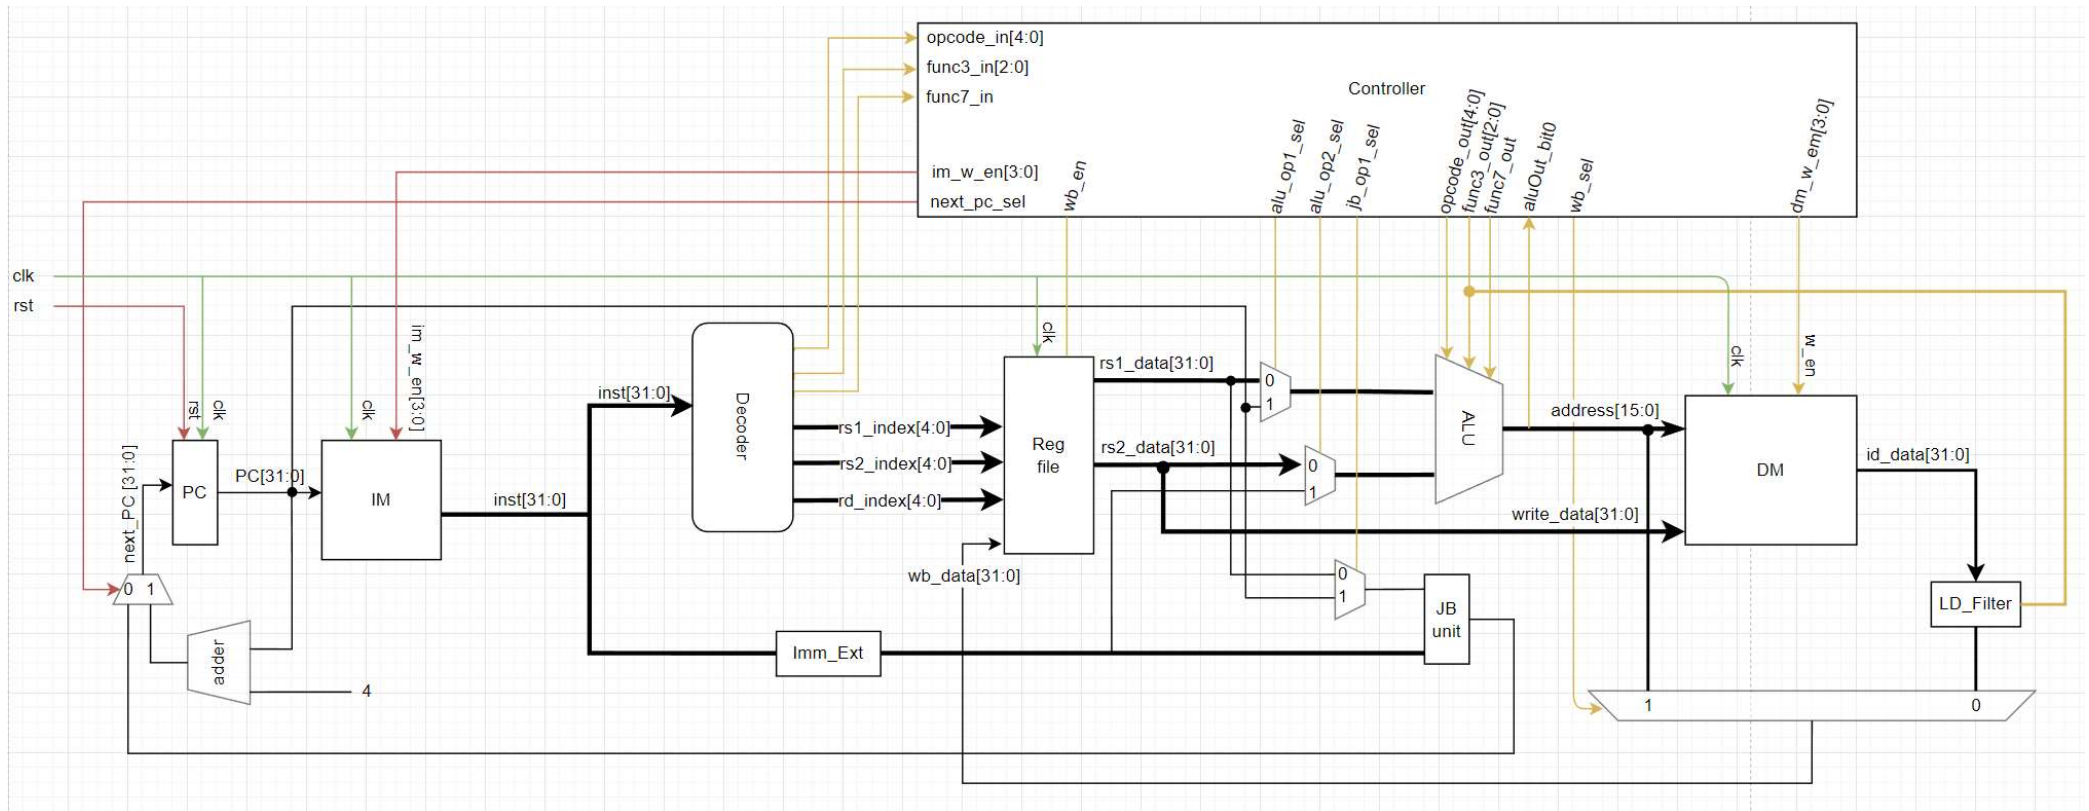 opcode_in[4:0]
func3_in[2:0]
func7_in
Controller
im_w_en[3:0]
next_pc_sel
wb_en
alu_op1_sel
alu_op2_sel
jb_op1_sel
opcode_out[4:0]
func3_out[2:0]
func7_out
aluOut_bit0
wb_sel
dm_w_em[3:0]
clk
rst
rst
clk
clk
im_w_en[3:0]
clk
clk
w_en
next_PC [31:0]
PC
PC[31:0]
IM
inst[31:0]
inst[31:0]
Decoder
rs1_index[4:0]
rs2_index[4:0]
rd_index[4:0]
Reg
file
rs1_data[31:0]
rs2_data[31:0]
wb_data[31:0]
0
1
0
1
ALU
address[15:0]
write_data[31:0]
DM
id_data[31:0]
LD_Filter
0
1
JB
unit
0 1
adder
4
Imm_Ext
1
0